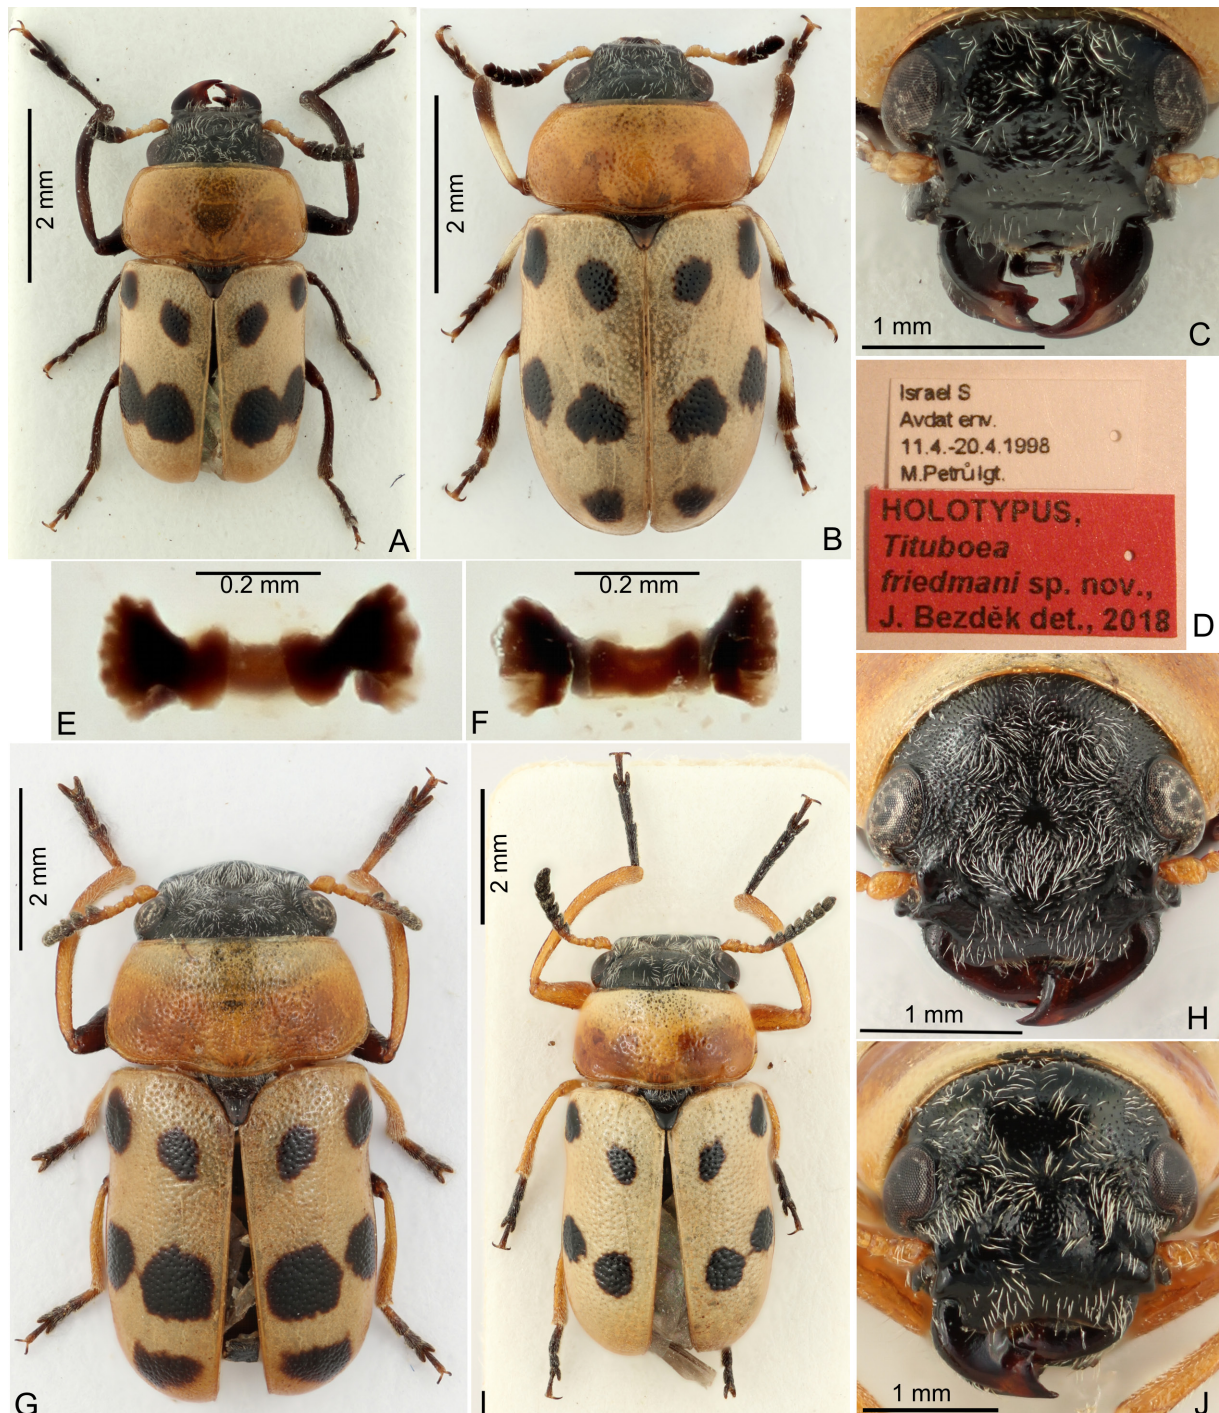 2 mm
A
2 mm
B
1 mm
C
Israel S
Avdat env.
11.4.-20.4.1998
M.Petrů lgt.
HOLOTYPUS,
Tituboea
friedmani sp. nov.,
J. Bezděk det., 2018
D
0.2 mm
E
0.2 mm
F
2 mm
G
2 mm
I
1 mm
H
1 mm
J